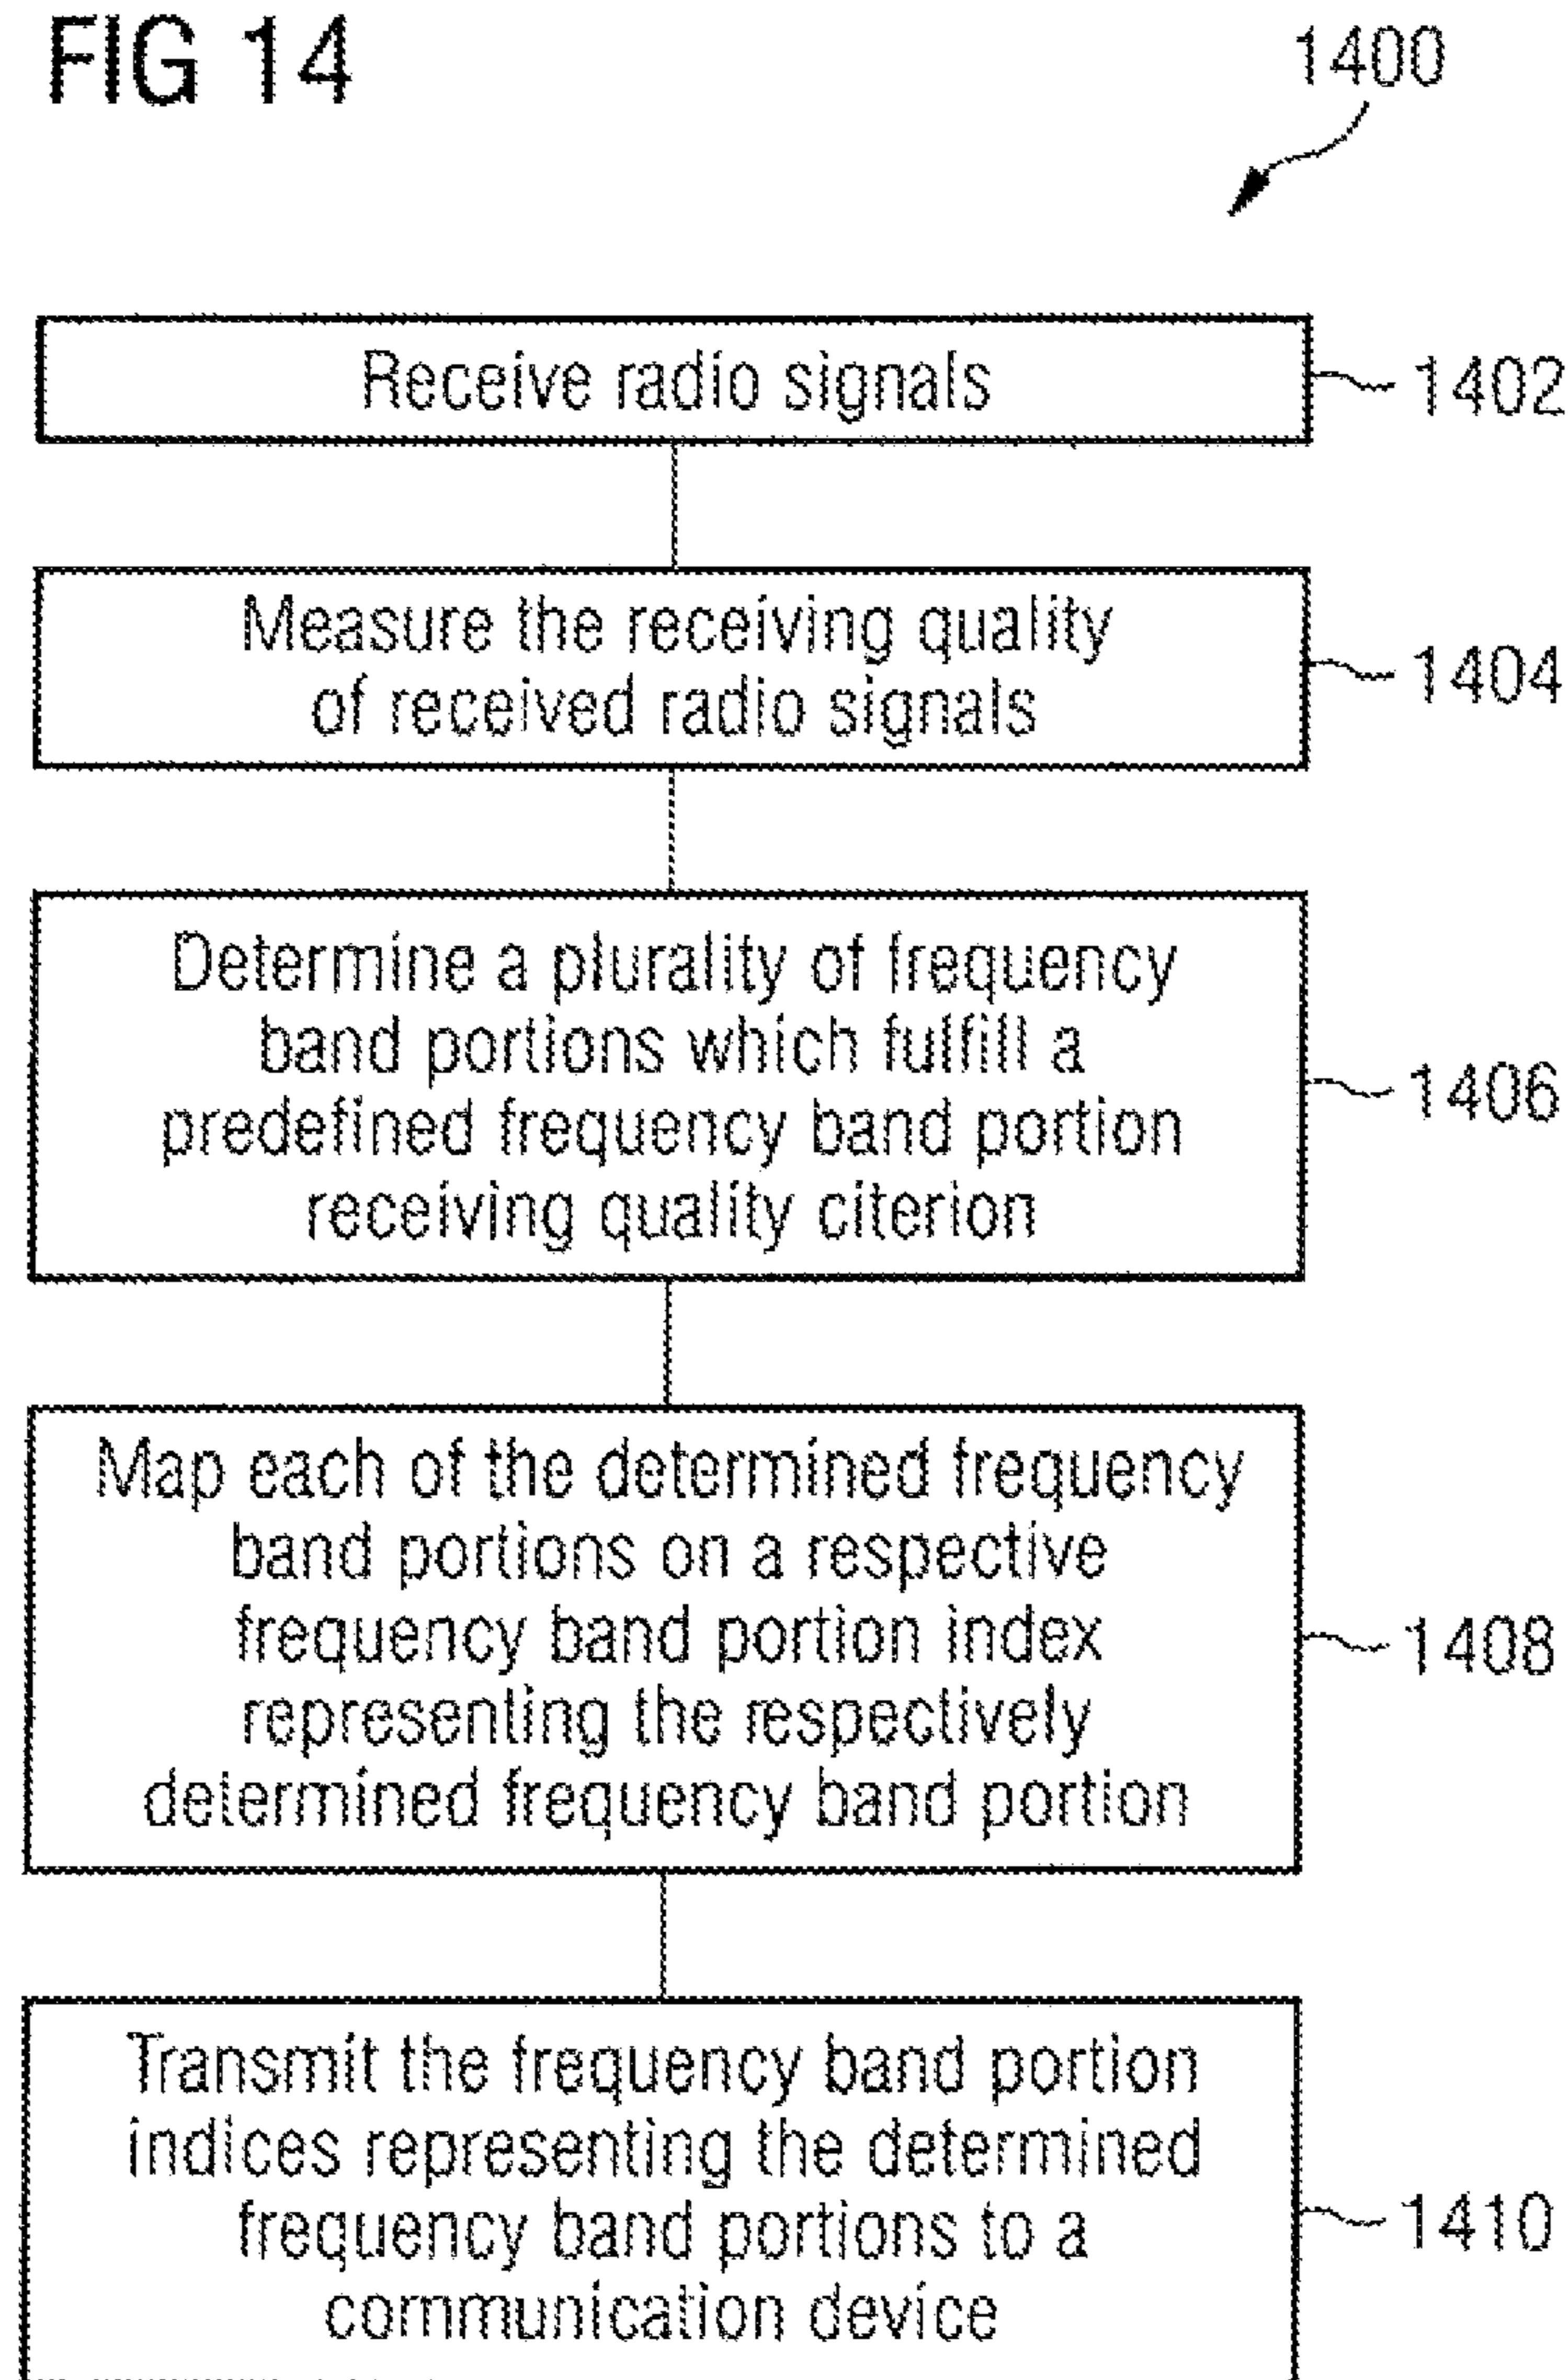 FIG 14
1400
Receive radio signals
1402
Measure the receiving quality
of received radio signals
1404
Determine a plurality of frequency
band portions which fulfill a
predefined frequency band portion
receiving quality citerion
1406
Map each of the determined frequency
band portions on a respective
frequency band portion index
representing the respectively
determined frequency band portion
1408
Transmit the frequency band portion
indices representing the determined
frequency band portions to a
communication device
1410